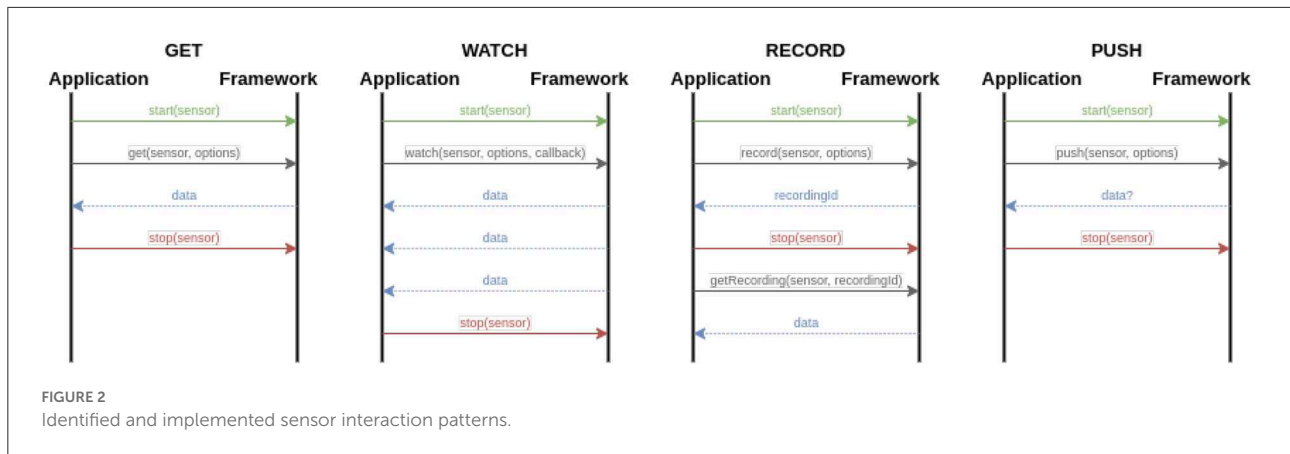 GET
Application Framework
start(sensor)
get(sensor, options)
data
stop(sensor)
WATCH
Application Framework
start(sensor)
watch(sensor, options, callback)
data
data
data
stop(sensor)
RECORD
Application Framework
start(sensor)
record(sensor, options)
recordingId
stop(sensor)
getRecording(sensor, recordingId)
data
PUSH
Application Framework
start(sensor)
push(sensor, options)
data?
stop(sensor)
FIGURE 2
Identified and implemented sensor interaction patterns.